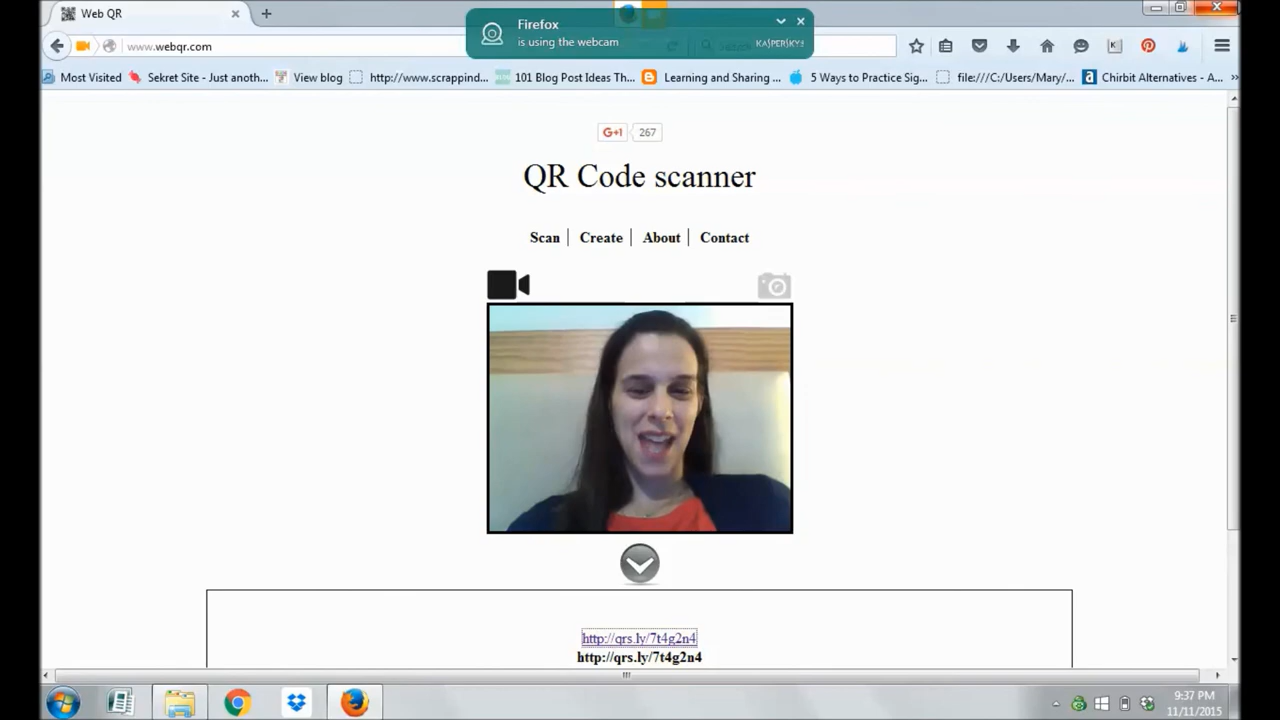 Web QR
Firefox
is using the webcam
KASPERSKY
www.webqr.com
Most Visited
Sekret Site - Just anoth...
View blog
http://www.scrappind...
101 Blog Post Ideas Th...
Learning and Sharing ...
5 Ways to Practice Sig...
file:///C:/Users/Mary/...
Chirbit Alternatives - A...
G+1
267
QR Code scanner
Scan
Create
About
Contact
http://qrs.ly/7t4g2n4
http://qrs.ly/7t4g2n4
9:37 PM
11/11/2015